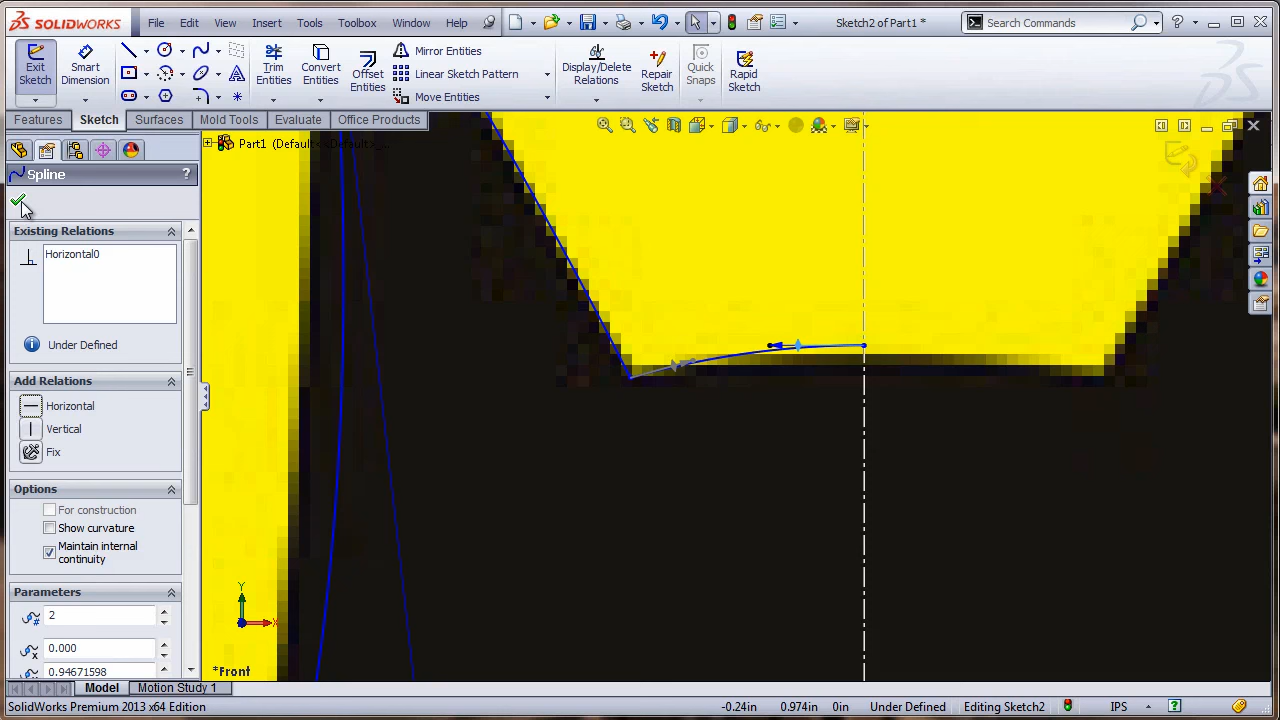 SOLIDWORKS File Edit View Insert Tools Toolbox Window Help Sketch2 of Part1 * Search Commands
Exit Sketch Smart Dimension Trim Entities Convert Entities Offset Entities Mirror Entities Linear Sketch Pattern Move Entities Display/Delete Relations Repair Sketch Quick Snaps Rapid Sketch
Features Sketch Surfaces Mold Tools Evaluate Office Products
Part1 (Default<<Default>_...
Spline ?
Existing Relations
Horizontal0
Under Defined
Add Relations
Horizontal
Vertical
Fix
Options
For construction
Show curvature
Maintain internal
continuity
Parameters
2
0.000
0.94671598
Y
X
*Front
Model Motion Study 1
SolidWorks Premium 2013 x64 Edition -0.24in 0.974in 0in Under Defined Editing Sketch2 IPS ?